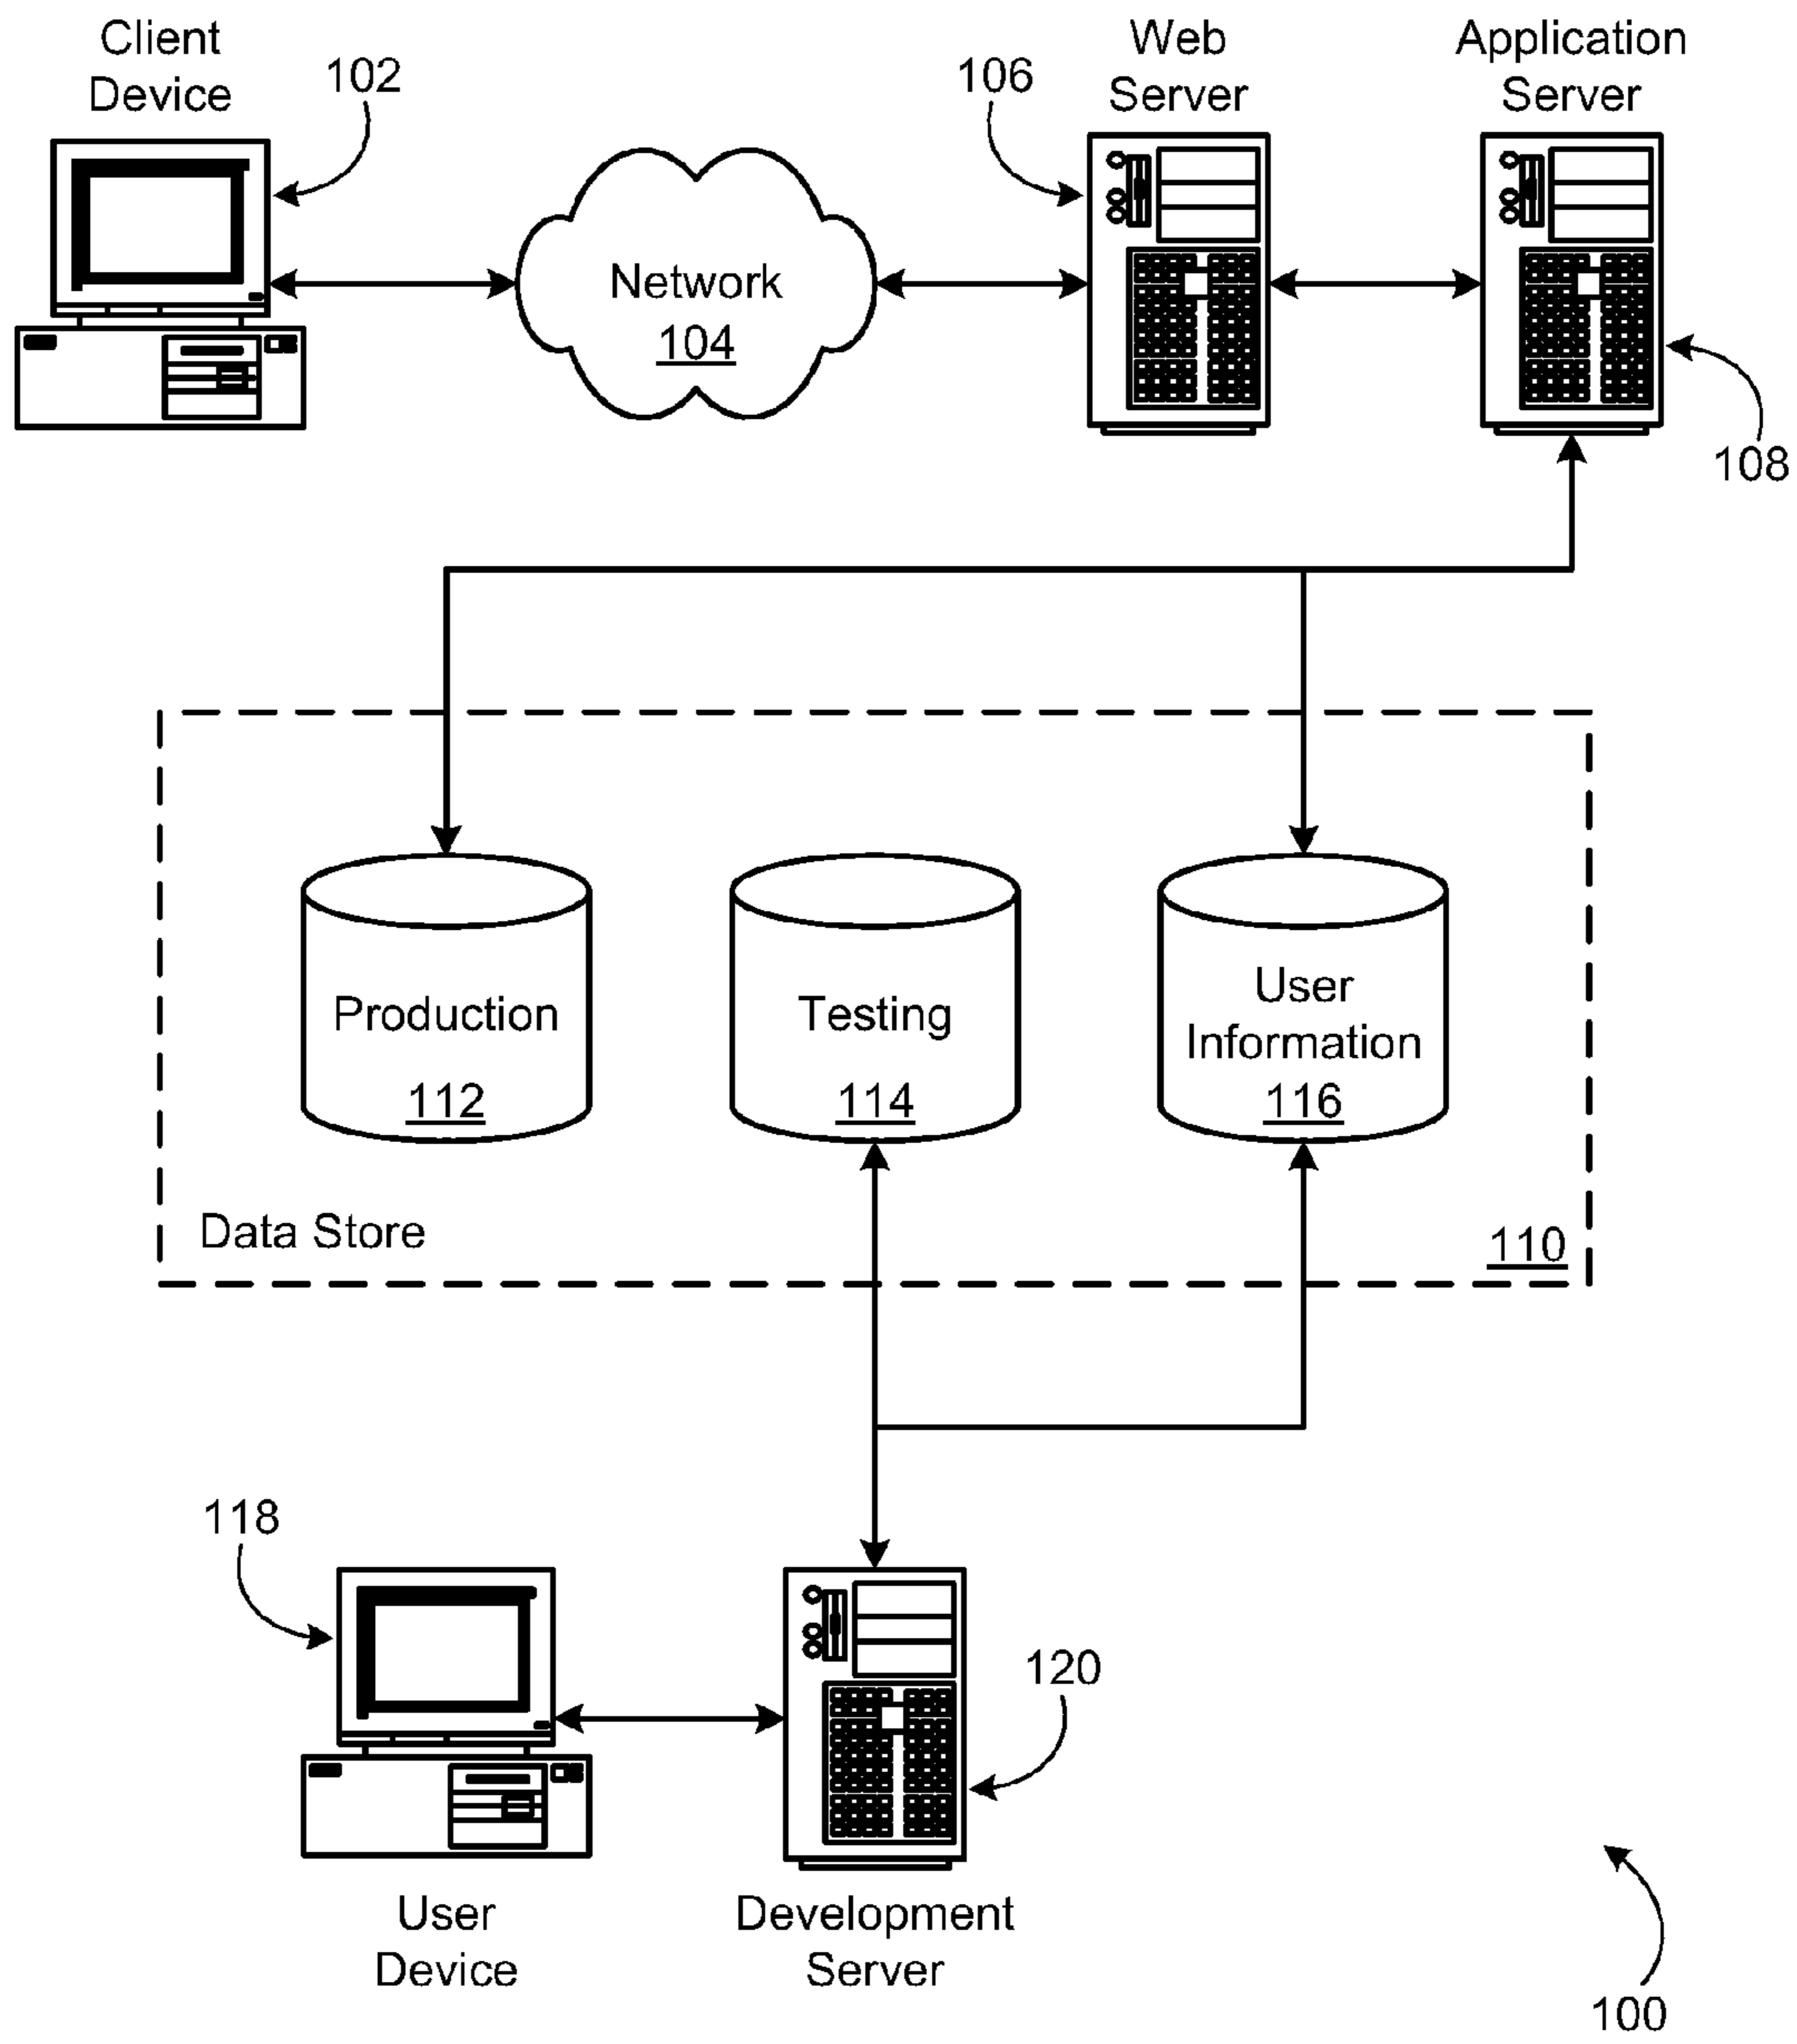 Client
Device
102
Network
104
106
Web
Server
Application
Server
108
Production
112
Testing
114
User
Information
116
Data Store
110
118
User
Device
120
Development
Server
100